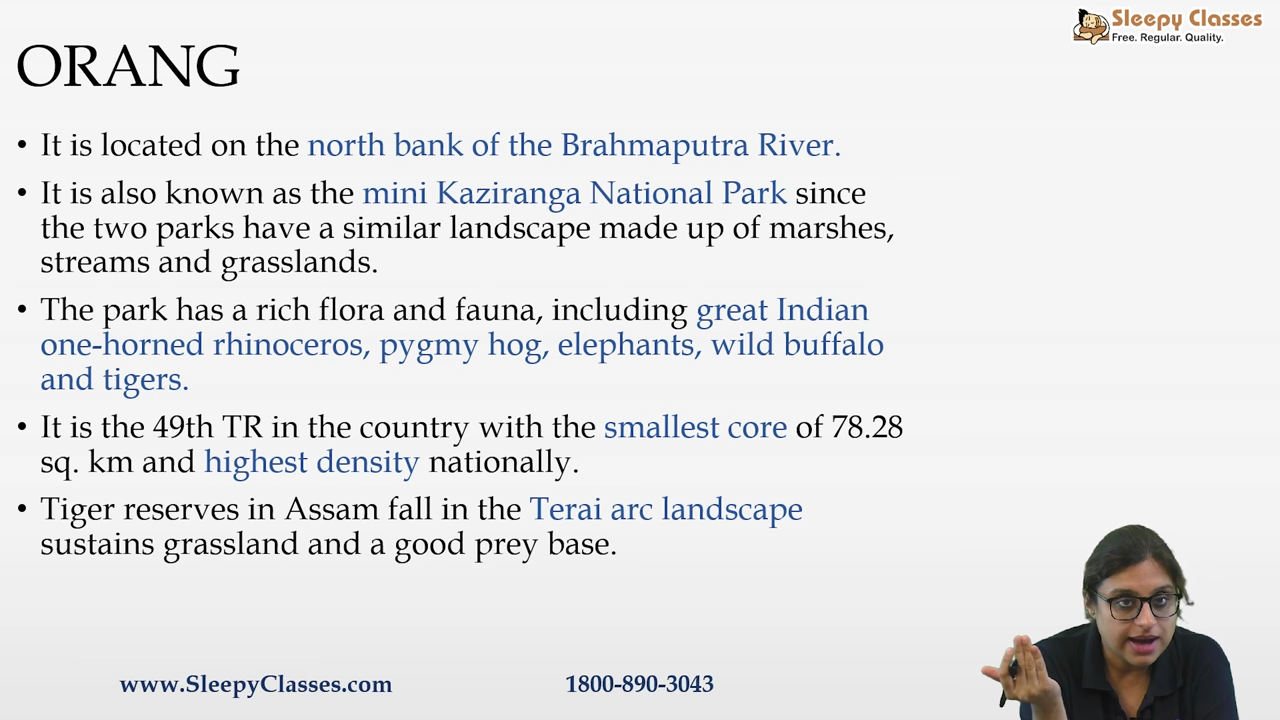 Sleepy Classes
Free. Regular. Quality.
ORANG
• It is located on the north bank of the Brahmaputra River.
• It is also known as the mini Kaziranga National Park since
the two parks have a similar landscape made up of marshes,
streams and grasslands.
• The park has a rich flora and fauna, including great Indian
one-horned rhinoceros, pygmy hog, elephants, wild buffalo
and tigers.
• It is the 49th TR in the country with the smallest core of 78.28
sq. km and highest density nationally.
• Tiger reserves in Assam fall in the Terai arc landscape
sustains grassland and a good prey base.
www.SleepyClasses.com
1800-890-3043